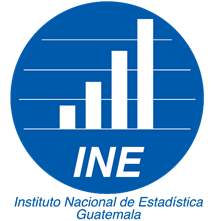 INE
Instituto Nacional de Estadística
Guatemala